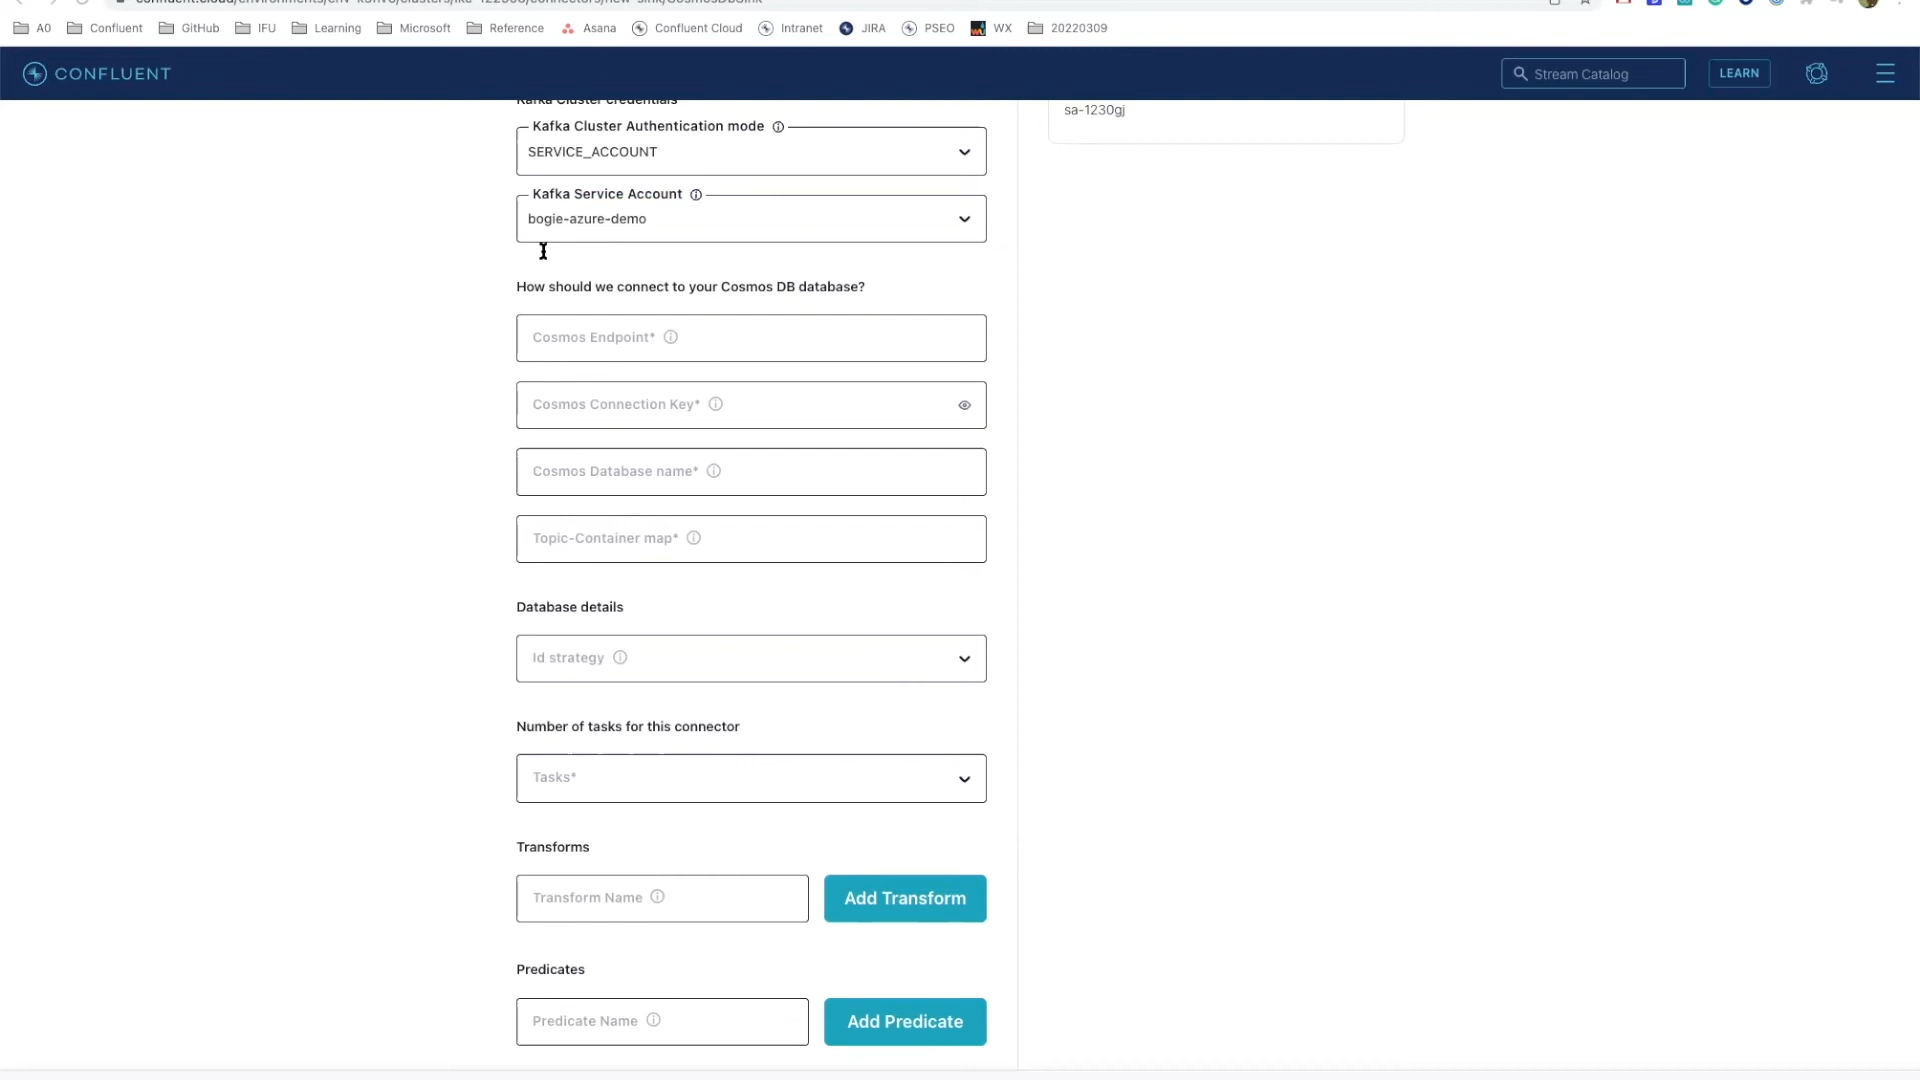 A0 Confluent GitHub IFU Learning Microsoft Reference Asana Confluent Cloud Intranet JIRA PSEO WX 20220309
CONFLUENT
Stream Catalog
LEARN
Kafka Cluster credentials
sa-1230gj
Kafka Cluster Authentication mode
SERVICE_ACCOUNT
Kafka Service Account
bogie-azure-demo
How should we connect to your Cosmos DB database?
Cosmos Endpoint*
Cosmos Connection Key*
Cosmos Database name*
Topic-Container map*
Database details
Id strategy
Number of tasks for this connector
Tasks*
Transforms
Transform Name
Add Transform
Predicates
Predicate Name
Add Predicate